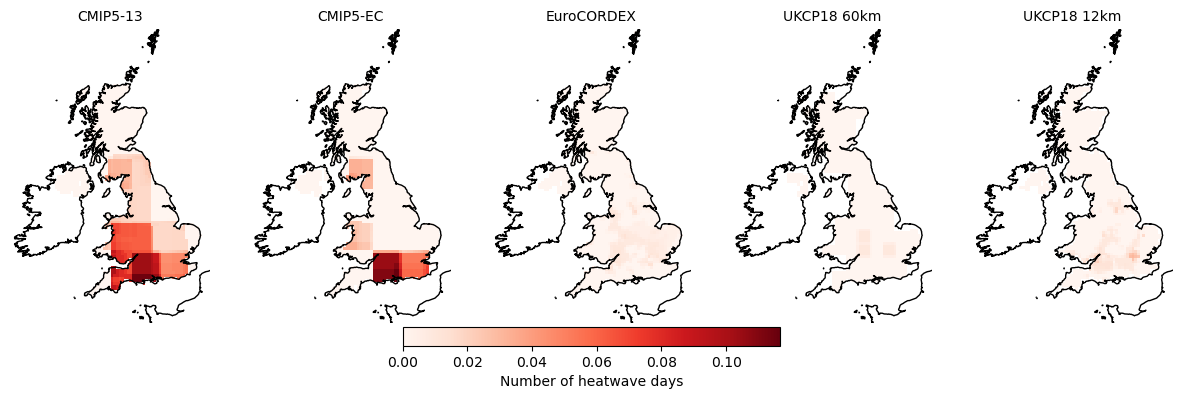 CMIP5-13 CMIP5-EC EuroCORDEX UKCP18 60km UKCP18 12km
0.00 0.02 0.04 0.06 0.08 0.10
Number of heatwave days